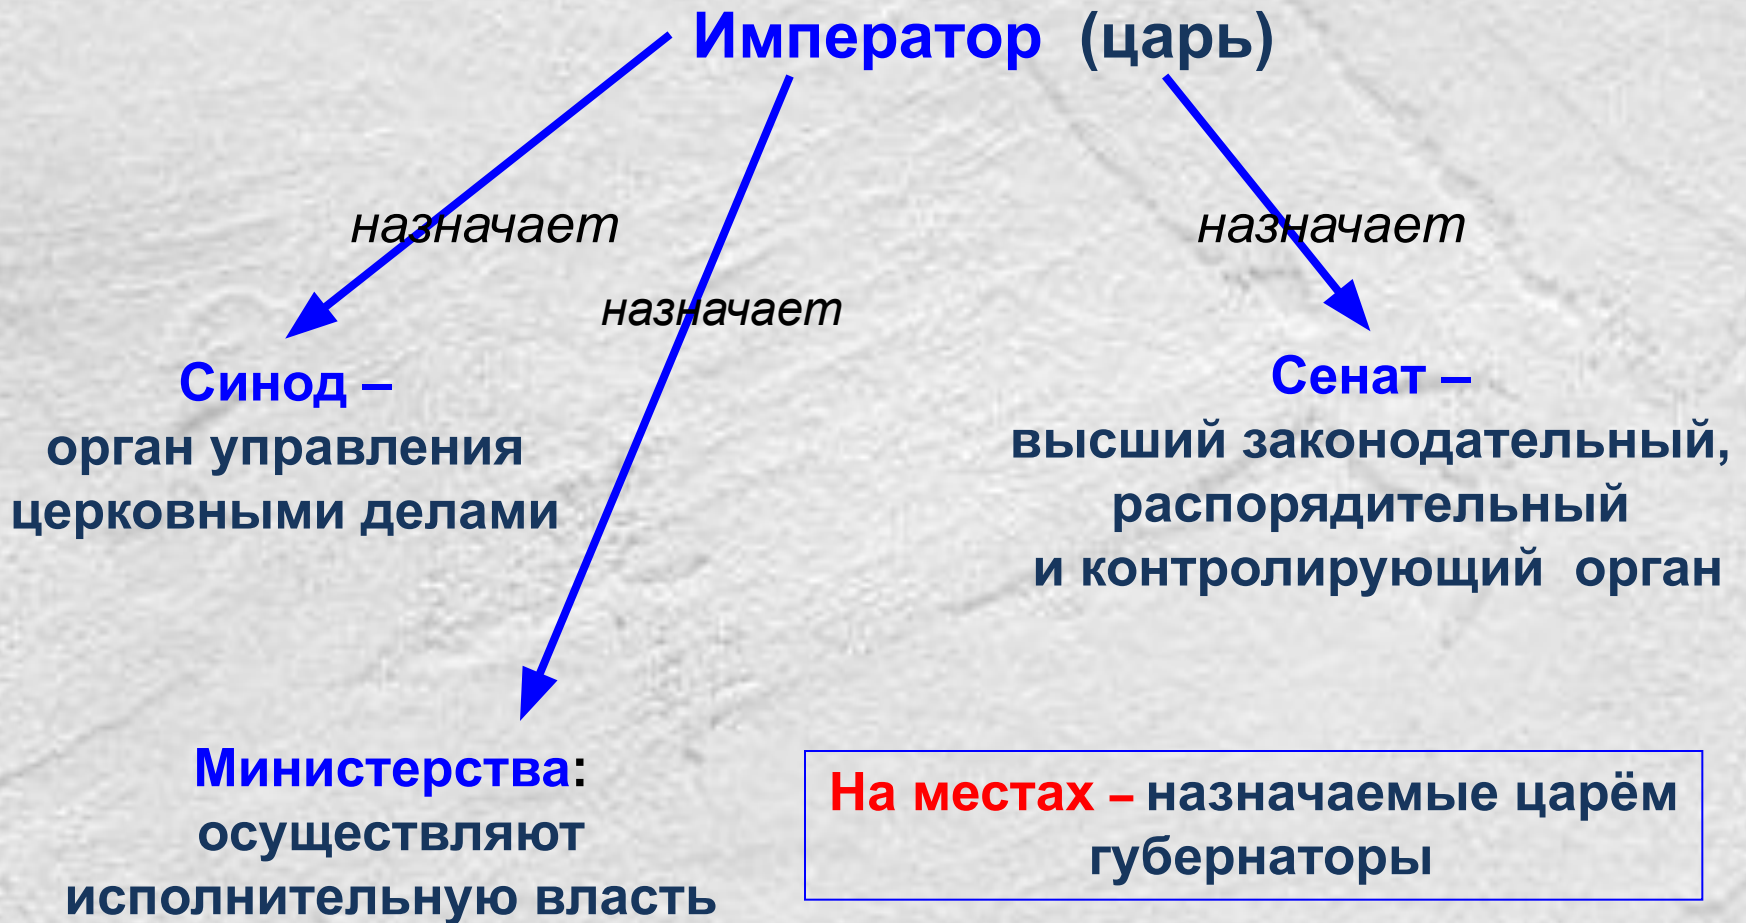 Император (царь)
назначает
назначает
назначает
Синод –
орган управления
церковными делами
Сенат –
высший законодательный,
распорядительный
и контролирующий орган
Министерства:
осуществляют
исполнительную власть
На местах – назначаемые царём
губернаторы